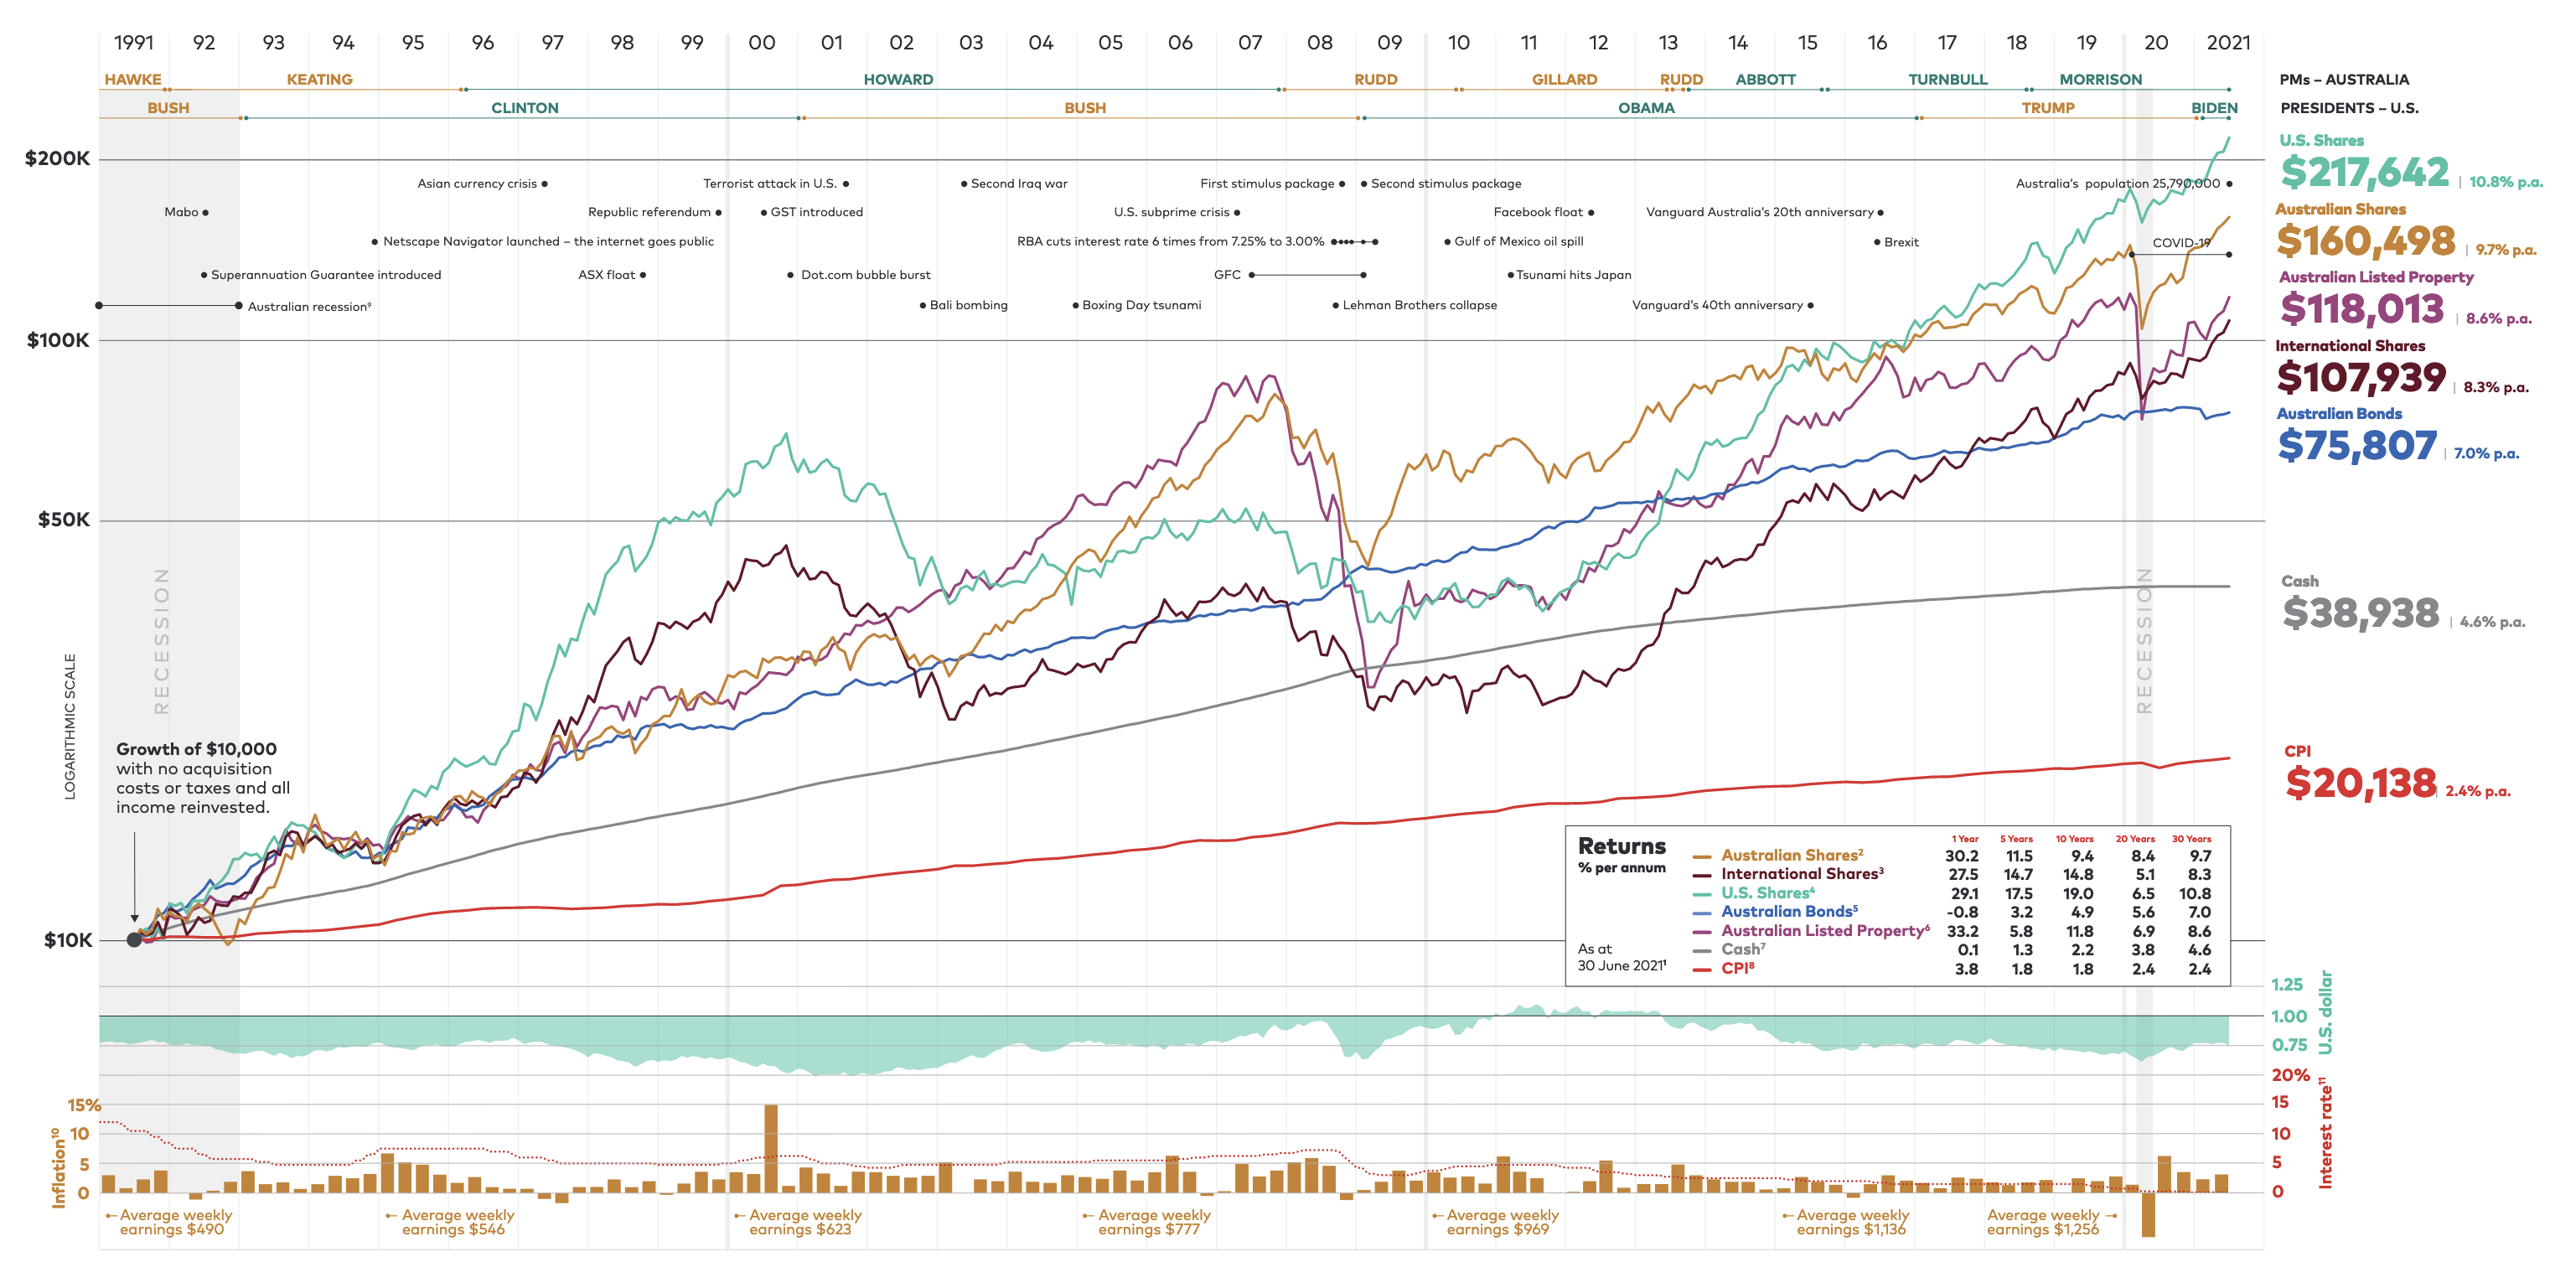 1991 92 93 94 95 96 97 98 99 00 01 02 03 04 05 06 07 08 09 10 11 12 13 14 15 16 17 18 19 20 2021
HAWKE KEATING HOWARD RUDD GILLARD RUDD ABBOTT TURNBULL MORRISON PMs – AUSTRALIA
BUSH CLINTON BUSH OBAMA TRUMP BIDEN PRESIDENTS – U.S.
$200K
$100K
$50K
$10K
LOGARITHMIC SCALE
Asian currency crisis
Terrorist attack in U.S.
Second Iraq war
First stimulus package
Second stimulus package
Australia's population 25,790,000
Mabo
Republic referendum
GST introduced
U.S. subprime crisis
Facebook float
Vanguard Australia's 20th anniversary
Netscape Navigator launched – the internet goes public
RBA cuts interest rate 6 times from 7.25% to 3.00%
Gulf of Mexico oil spill
Brexit
COVID-19
Superannuation Guarantee introduced
ASX float
Dot.com bubble burst
GFC
Tsunami hits Japan
Australian recession⁹
Bali bombing
Boxing Day tsunami
Lehman Brothers collapse
Vanguard's 40th anniversary
RECESSION
RECESSION
Growth of $10,000
with no acquisition
costs or taxes and all
income reinvested.
U.S. Shares
$217,642 | 10.8% p.a.
Australian Shares
$160,498 | 9.7% p.a.
Australian Listed Property
$118,013 | 8.6% p.a.
International Shares
$107,939 | 8.3% p.a.
Australian Bonds
$75,807 | 7.0% p.a.
Cash
$38,938 | 4.6% p.a.
CPI
$20,138 | 2.4% p.a.
Returns
% per annum
As at
30 June 2021¹
1 Year 5 Years 10 Years 20 Years 30 Years
Australian Shares² 30.2 11.5 9.4 8.4 9.7
International Shares³ 27.5 14.7 14.8 5.1 8.3
U.S. Shares⁴ 29.1 17.5 19.0 6.5 10.8
Australian Bonds⁵ -0.8 3.2 4.9 5.6 7.0
Australian Listed Property⁶ 33.2 5.8 11.8 6.9 8.6
Cash⁷ 0.1 1.3 2.2 3.8 4.6
CPI⁸ 3.8 1.8 1.8 2.4 2.4
1.25
1.00
0.75
U.S. dollar
20%
15
10
5
0
Interest rate¹¹
15%
10
5
0
Inflation¹⁰
Average weekly
earnings $490
Average weekly
earnings $546
Average weekly
earnings $623
Average weekly
earnings $777
Average weekly
earnings $969
Average weekly
earnings $1,136
Average weekly
earnings $1,256